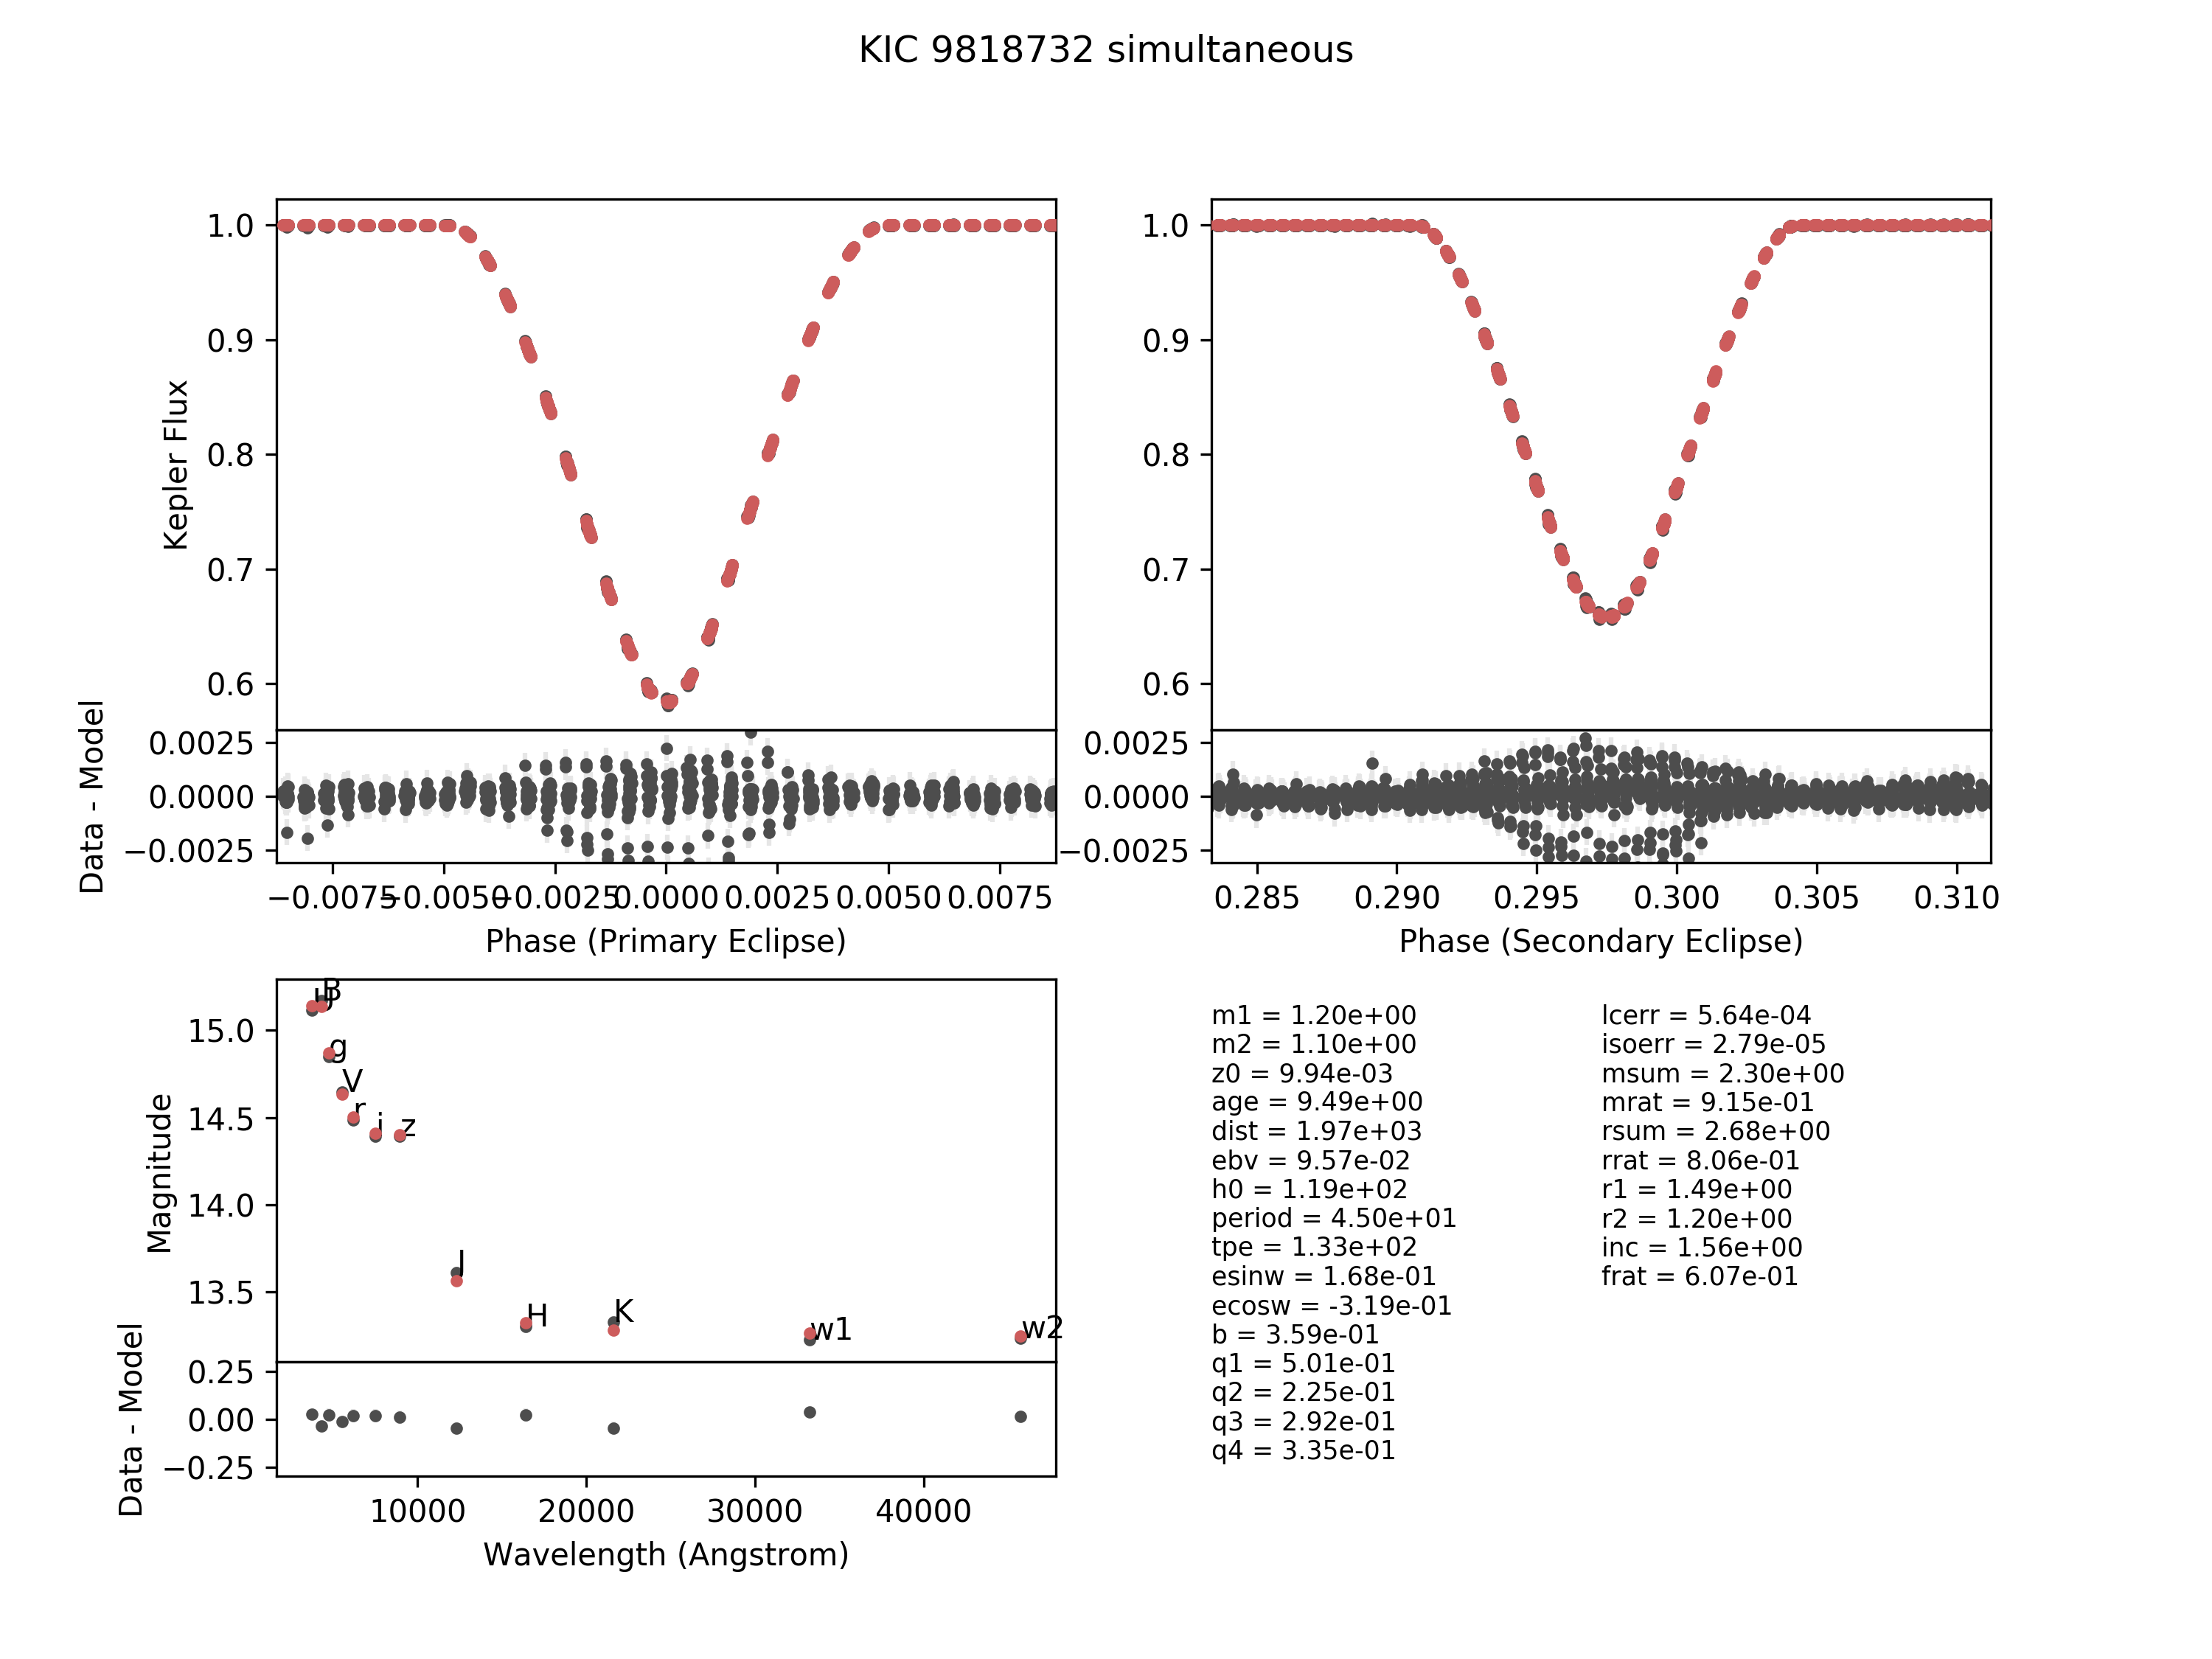 KIC 9818732 simultaneous
1.0
0.9
0.8
0.7
0.6
Kepler Flux
0.0025
0.0000
−0.0025
Data - Model
−0.0075
−0.0050
−0.0025
0.0000
0.0025
0.0050
0.0075
Phase (Primary Eclipse)
1.0
0.9
0.8
0.7
0.6
0.0025
0.0000
−0.0025
0.285
0.290
0.295
0.300
0.305
0.310
Phase (Secondary Eclipse)
15.0
14.5
14.0
13.5
Magnitude
U
B
g
V
r
i
z
J
H
K
w1
w2
0.25
0.00
−0.25
Data - Model
10000
20000
30000
40000
Wavelength (Angstrom)
m1 = 1.20e+00
m2 = 1.10e+00
z0 = 9.94e-03
age = 9.49e+00
dist = 1.97e+03
ebv = 9.57e-02
h0 = 1.19e+02
period = 4.50e+01
tpe = 1.33e+02
esinw = 1.68e-01
ecosw = -3.19e-01
b = 3.59e-01
q1 = 5.01e-01
q2 = 2.25e-01
q3 = 2.92e-01
q4 = 3.35e-01
lcerr = 5.64e-04
isoerr = 2.79e-05
msum = 2.30e+00
mrat = 9.15e-01
rsum = 2.68e+00
rrat = 8.06e-01
r1 = 1.49e+00
r2 = 1.20e+00
inc = 1.56e+00
frat = 6.07e-01